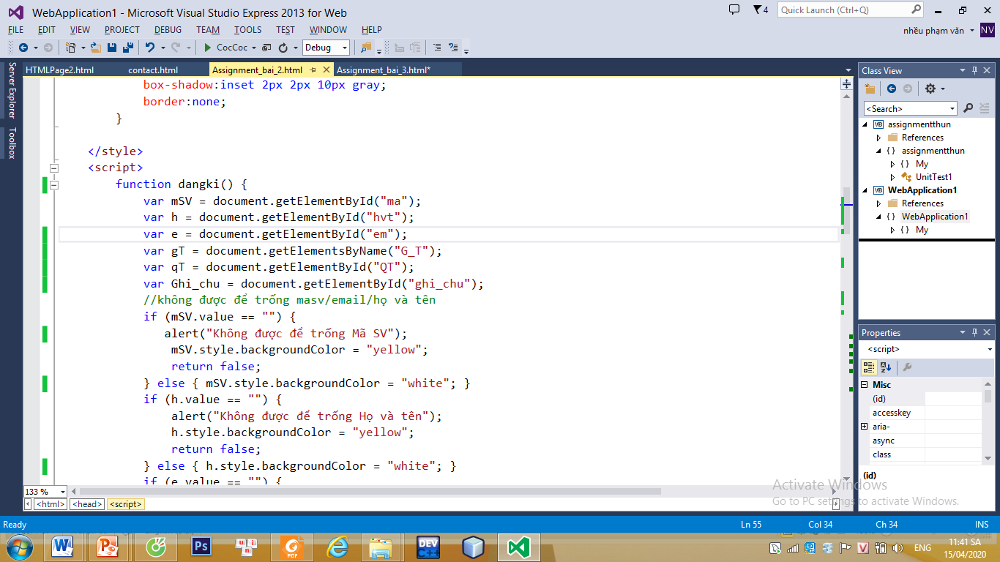 WebApplication1 - Microsoft Visual Studio Express 2013 for Web
4
Quick Launch (Ctrl+Q)
FILE EDIT VIEW PROJECT DEBUG TEAM TOOLS TEST WINDOW HELP
nhều phạm văn NV
CocCoc Debug
Server Explorer
Toolbox
HTMLPage2.html contact.html Assignment_bai_2.html Assignment_bai_3.html*
box-shadow:inset 2px 2px 10px gray;
border:none;
}
</style>
<script>
function dangki() {
var mSV = document.getElementById("ma");
var h = document.getElementById("hvt");
var e = document.getElementById("em");
var gT = document.getElementsByName("G_T");
var qT = document.getElementById("QT");
var Ghi_chu = document.getElementById("ghi_chu");
//không được để trống masv/email/họ và tên
if (mSV.value == "") {
alert("Không được để trống Mã SV");
mSV.style.backgroundColor = "yellow";
return false;
} else { mSV.style.backgroundColor = "white"; }
if (h.value == "") {
alert("Không được để trống Họ và tên");
h.style.backgroundColor = "yellow";
return false;
} else { h.style.backgroundColor = "white"; }
if (e.value == "") {
133 %
<html> <head> <script>
Class View
<Search>
VB assignmentthun
References
{ } assignmentthun
{ } My
UnitTest1
VB WebApplication1
References
{ } WebApplication1
{ } My
Properties
<script>
Misc
(id)
accesskey
aria-
async
class
(id)
Activate Windows
Go to PC settings to activate Windows.
Ready Ln 55 Col 34 Ch 34 INS
Ps
PDF
DEV
C++
V
ENG
11:41 SA
15/04/2020